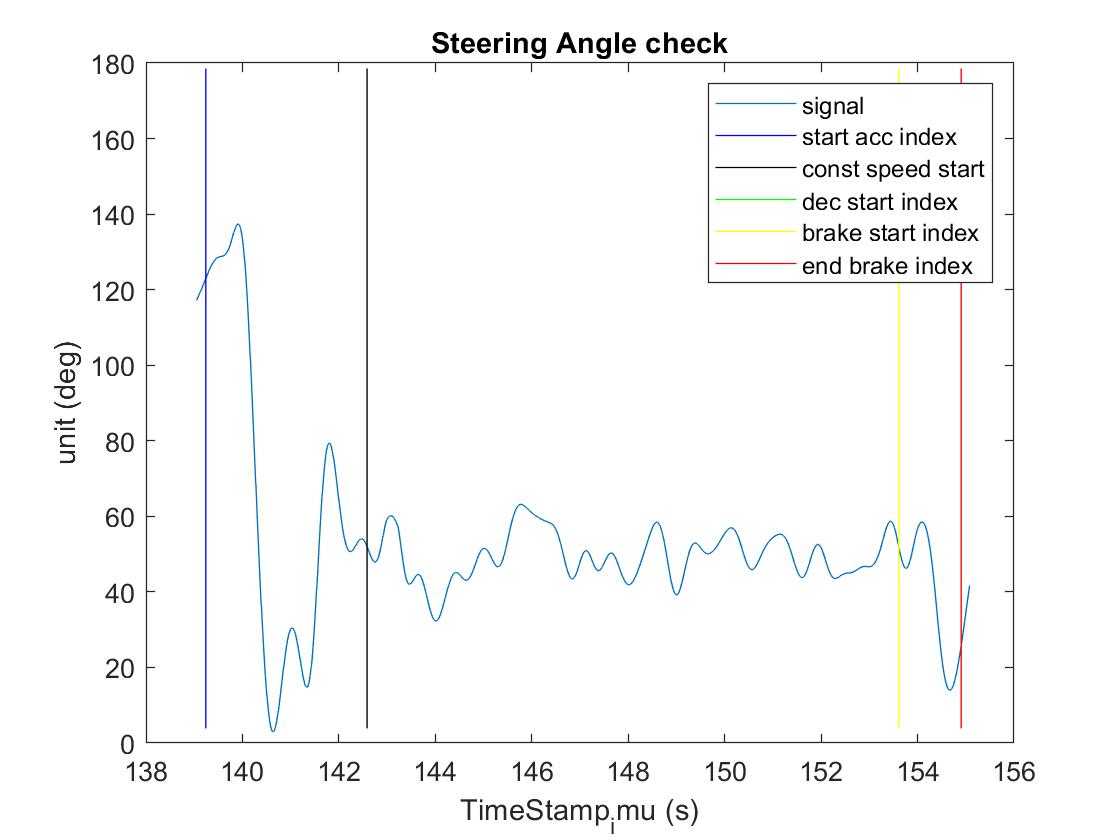 Steering Angle check
180
160
140
120
100
80
60
40
20
0
unit (deg)
signal
start acc index
const speed start
dec start index
brake start index
end brake index
138 140 142 144 146 148 150 152 154 156
TimeStampᵢmu (s)